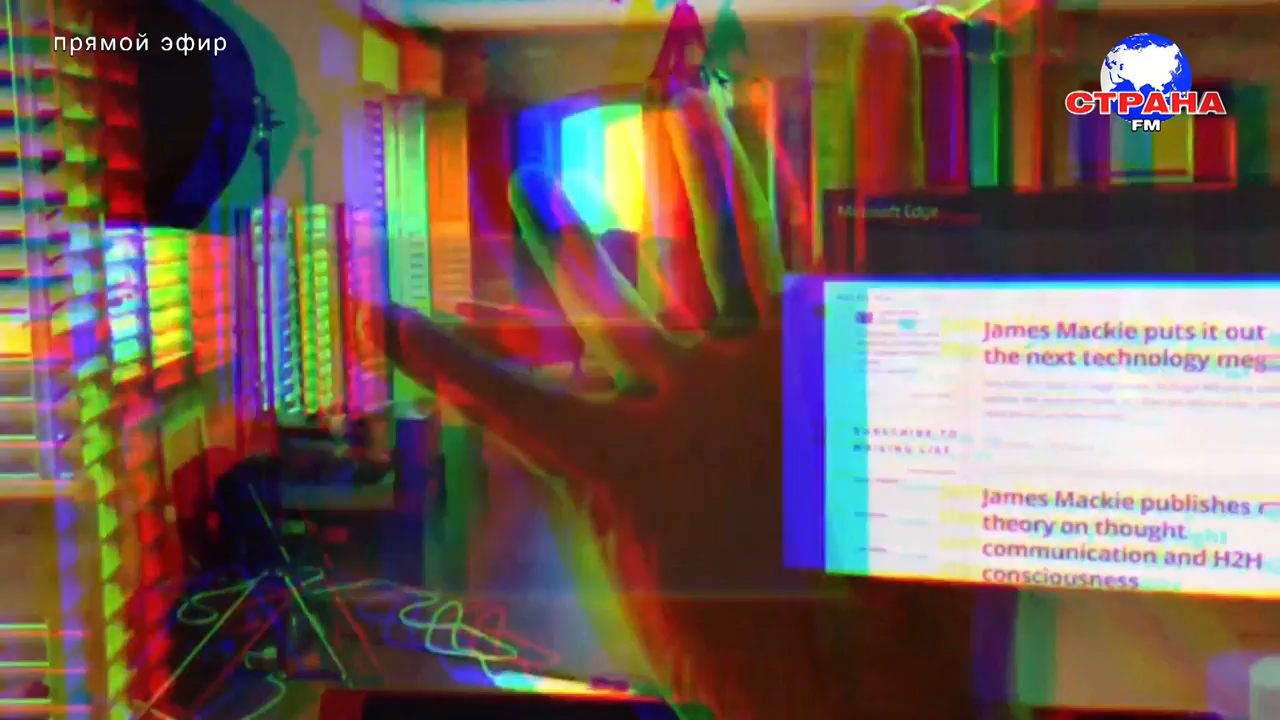 прямой эфир
СТРАНА
FM
Microsoft Edge
James Mackie puts it out
the next technology meg
SUBSCRIBE TO
MAILING LIST
James Mackie publishes
theory on thought
communication and H2H
consciousness